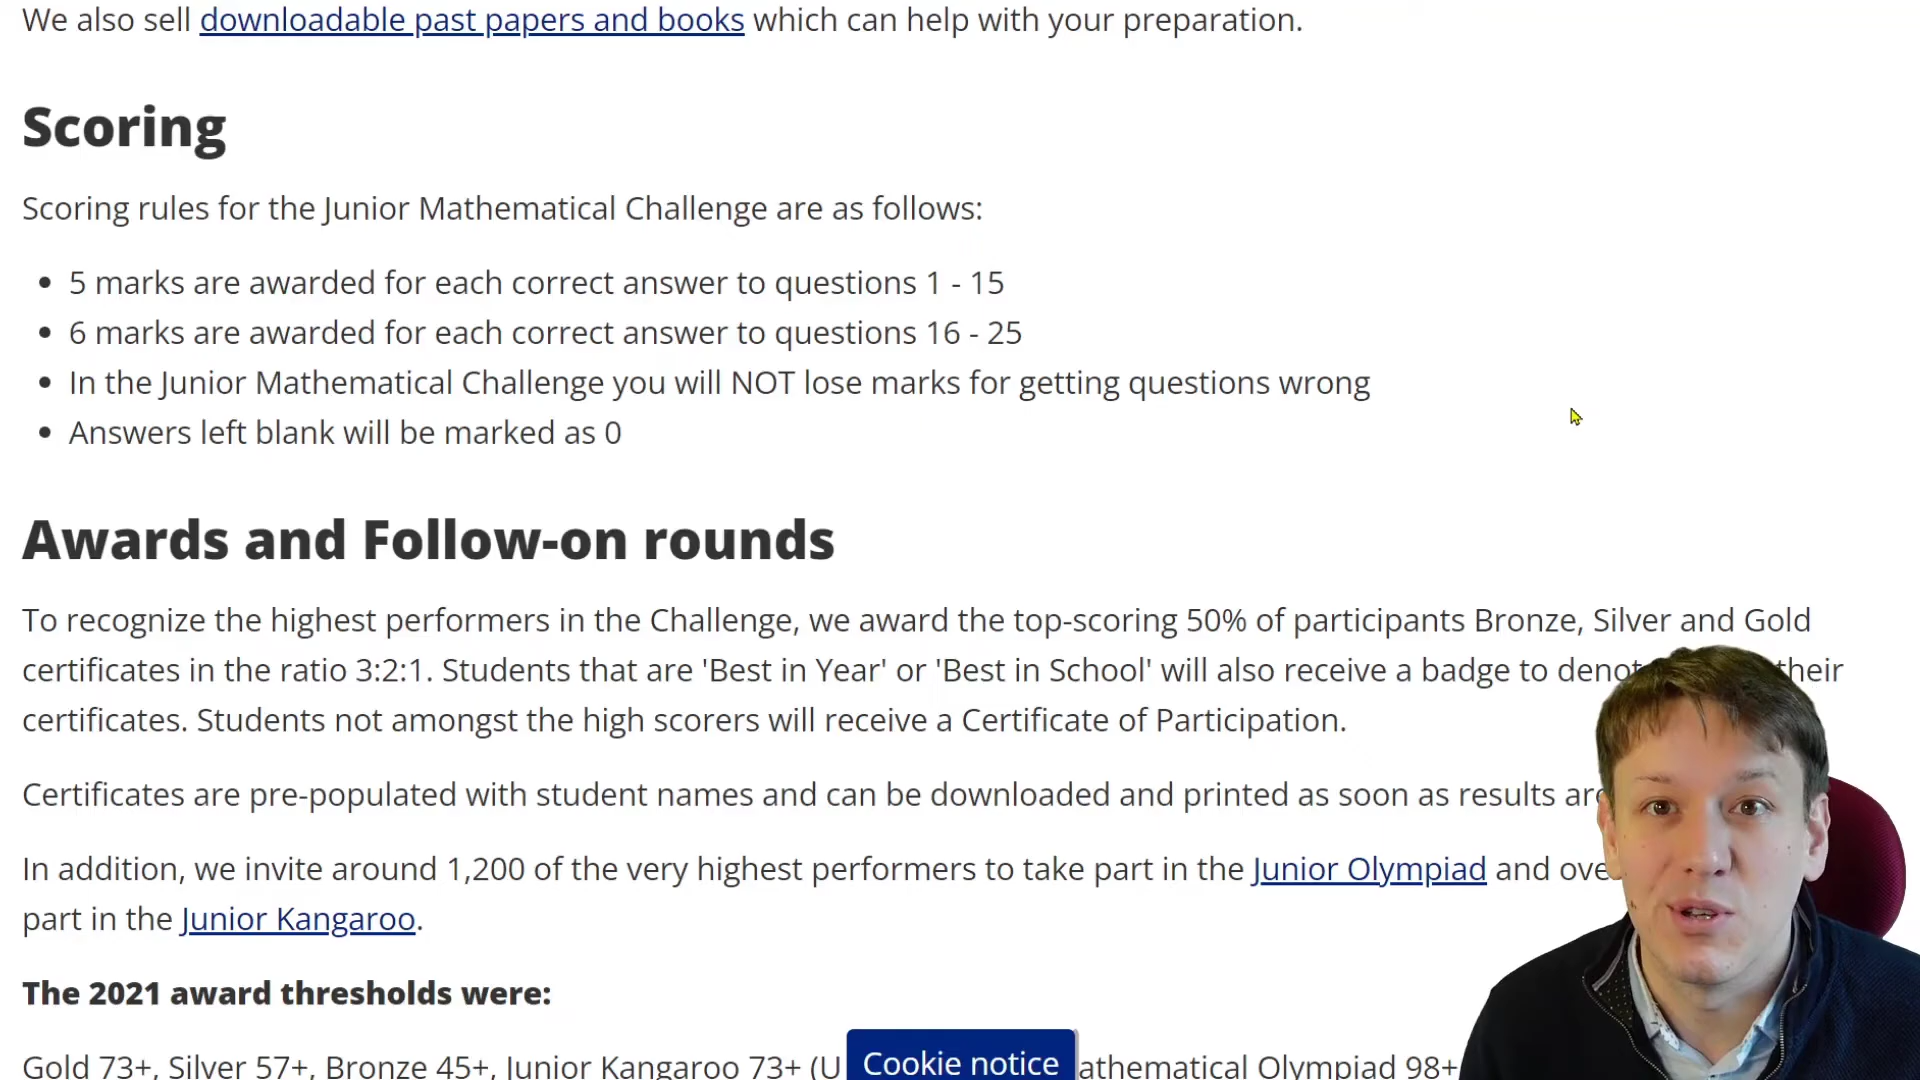 We also sell downloadable past papers and books which can help with your preparation.
Scoring
Scoring rules for the Junior Mathematical Challenge are as follows:
• 5 marks are awarded for each correct answer to questions 1 - 15
• 6 marks are awarded for each correct answer to questions 16 - 25
• In the Junior Mathematical Challenge you will NOT lose marks for getting questions wrong
• Answers left blank will be marked as 0
Awards and Follow-on rounds
To recognize the highest performers in the Challenge, we award the top-scoring 50% of participants Bronze, Silver and Gold
certificates in the ratio 3:2:1. Students that are 'Best in Year' or 'Best in School' will also receive a badge to their
certificates. Students not amongst the high scorers will receive a Certificate of Participation.
Certificates are pre-populated with student names and can be downloaded and printed as soon as results
In addition, we invite around 1,200 of the very highest performers to take part in the Junior Olympiad and
part in the Junior Kangaroo.
The 2021 award thresholds were:
Gold 73+, Silver 57+, Bronze 45+, Junior Kangaroo 73+ (U athematical Olympiad 98+
Cookie notice